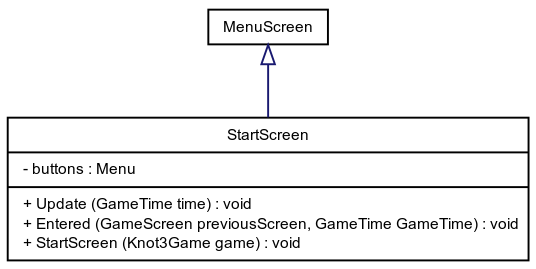 MenuScreen
StartScreen
- buttons : Menu
+ Update (GameTime time) : void
+ Entered (GameScreen previousScreen, GameTime GameTime) : void
+ StartScreen (Knot3Game game) : void